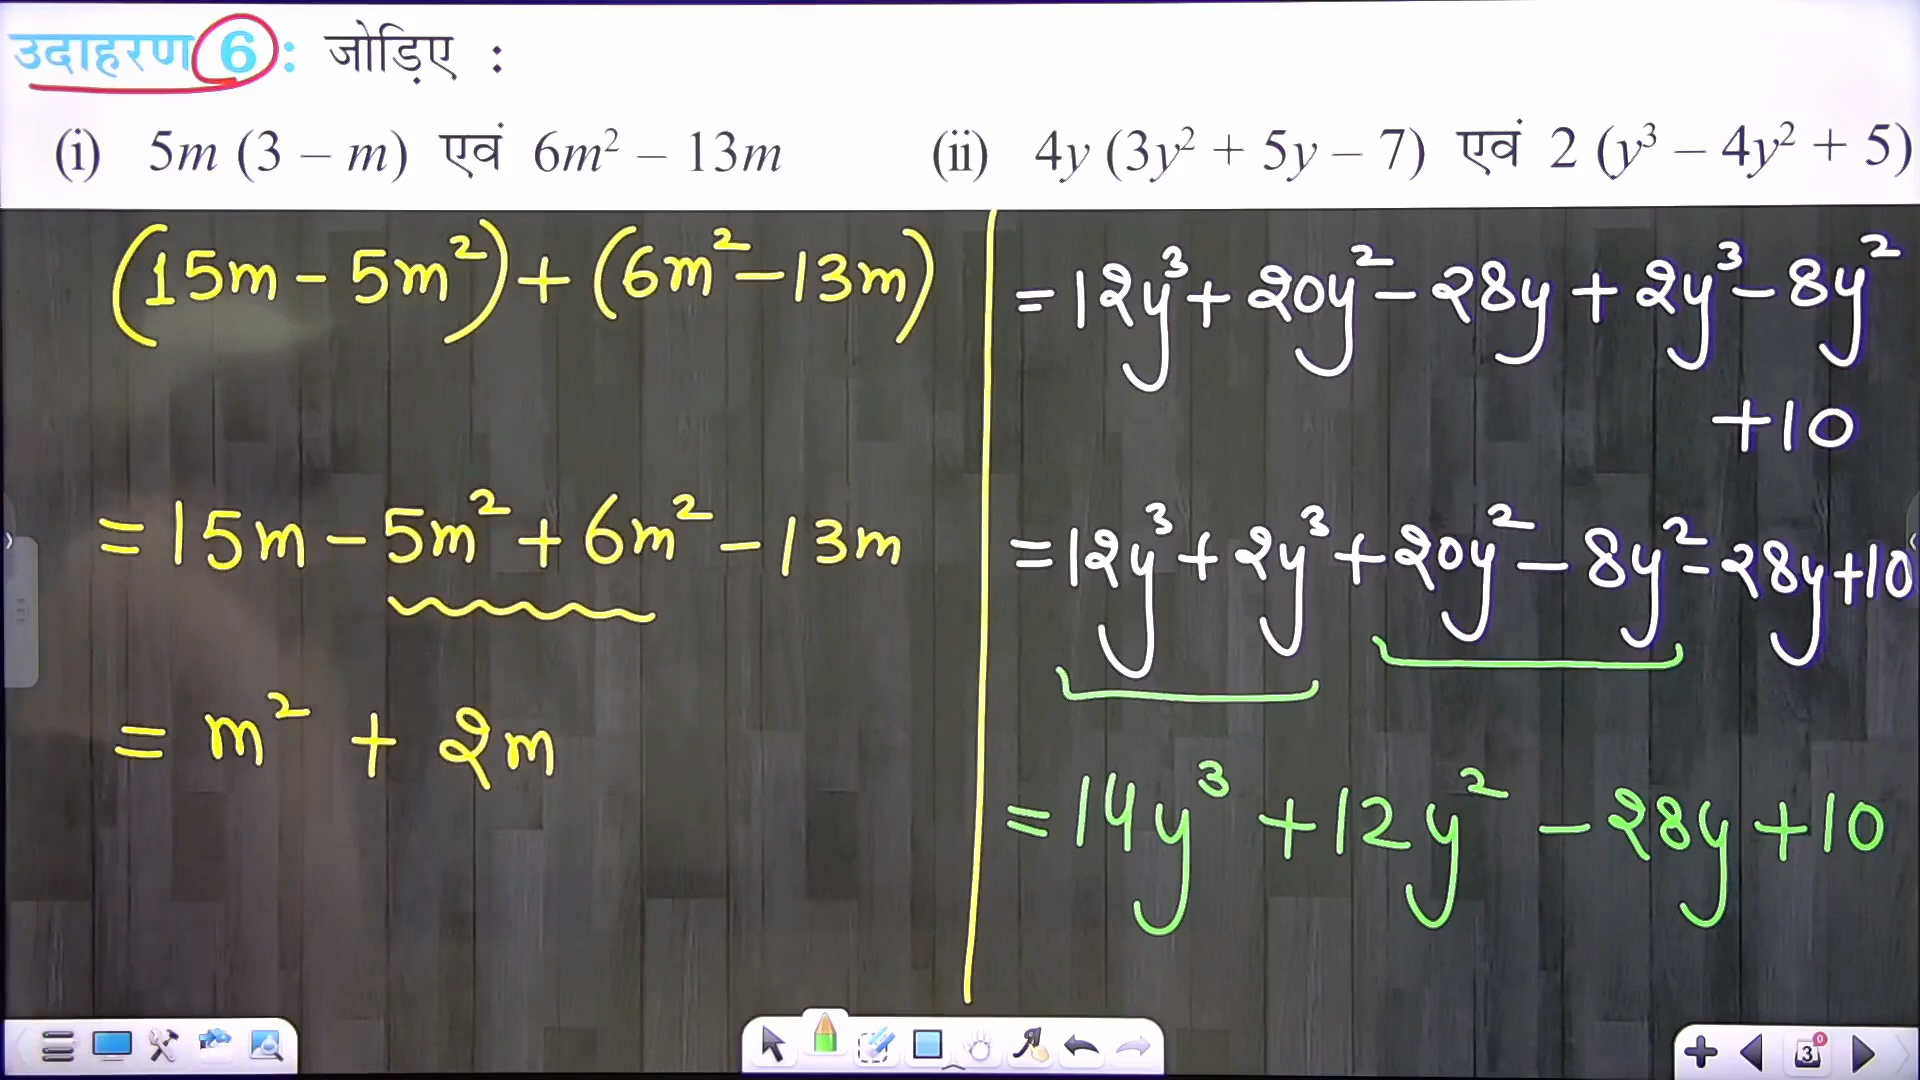 उदाहरण 6 : जोड़िए :
(i) 5m (3 – m) एवं 6m² – 13m (ii) 4y (3y² + 5y – 7) एवं 2 (y³ – 4y² + 5)
(15m - 5m²) + (6m² - 13m)
= 15m - 5m² + 6m² - 13m
= m² + 2m
= 12y³ + 20y² - 28y + 2y³ - 8y²
+ 10
= 12y³ + 2y³ + 20y² - 8y² - 28y + 10
= 14y³ + 12y² - 28y + 10
3
0